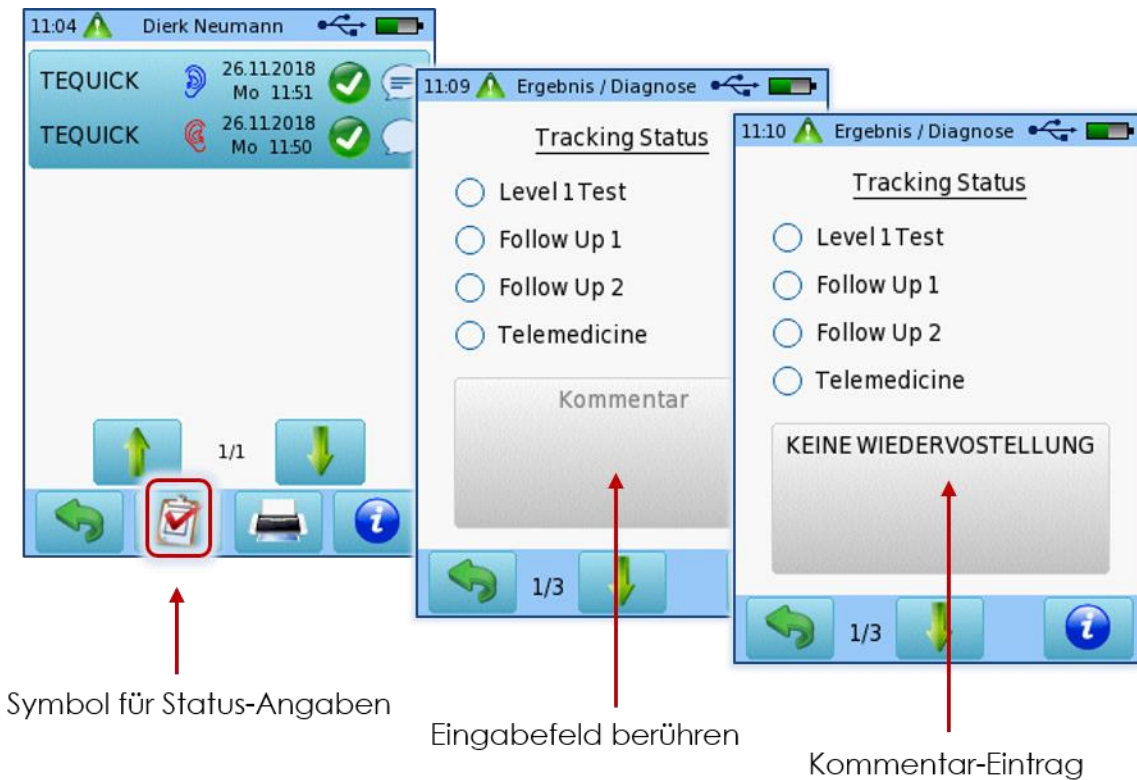 11:04 Dierk Neumann
TEQUICK 26.11.2018
Mo 11:51
TEQUICK 26.11.2018
Mo 11:50
1/1
Symbol für Status-Angaben
11:09 Ergebnis / Diagnose
Tracking Status
Level 1 Test
Follow Up 1
Follow Up 2
Telemedicine
Kommentar
1/3
Eingabefeld berühren
11:10 Ergebnis / Diagnose
Tracking Status
Level 1 Test
Follow Up 1
Follow Up 2
Telemedicine
KEINE WIEDERVOSTELLUNG
1/3
i
Kommentar-Eintrag